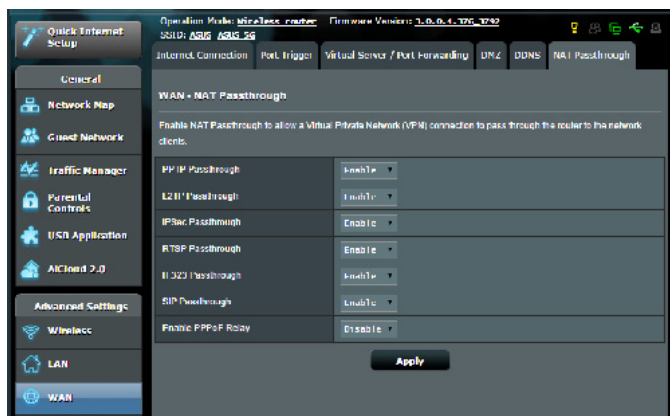 Quick Internet
Setup
Operation Mode: Wireless router Firmware Version: 3.0.0.4.376_3792
SSID: ASUS ASUS_5G
Internet Connection Port Trigger Virtual Server / Port Forwarding DMZ DDNS NAT Passthrough
General
Network Map
Guest Network
Traffic Manager
Parental
Controls
USB Application
AiCloud 2.0
Advanced Settings
Wireless
LAN
WAN
WAN - NAT Passthrough
Enable NAT Passthrough to allow a Virtual Private Network (VPN) connection to pass through the router to the network
clients.
PPTP Passthrough Enable
L2TP Passthrough Enable
IPSec Passthrough Enable
RTSP Passthrough Enable
H.323 Passthrough Enable
SIP Passthrough Enable
Enable PPPoE Relay Disable
Apply